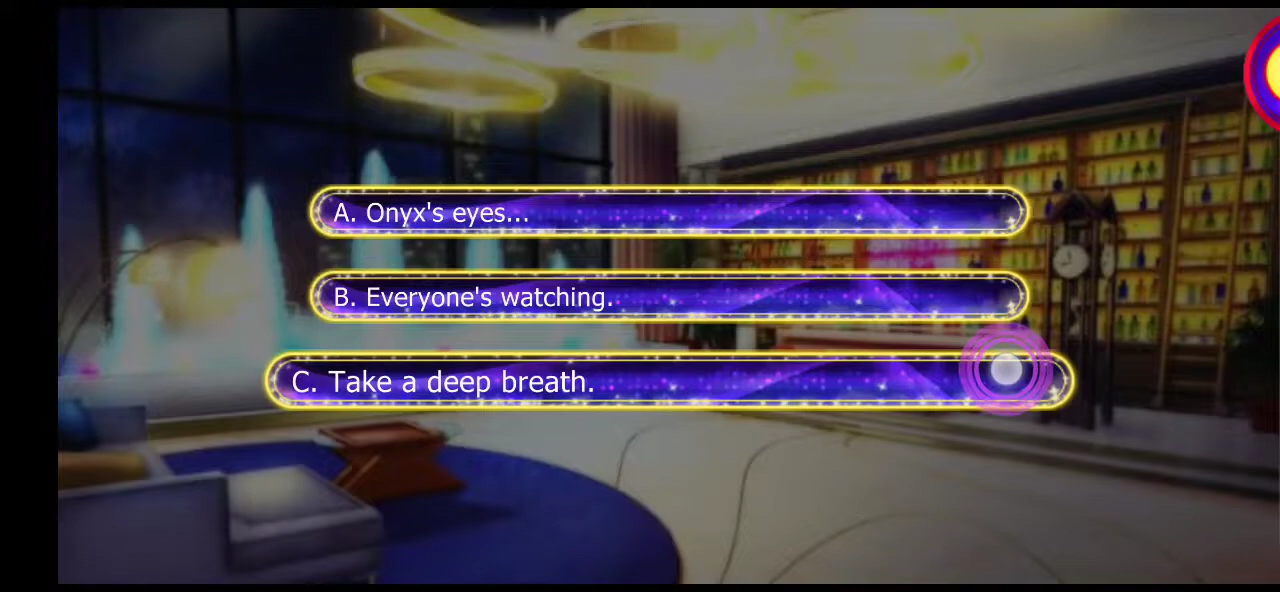 A. Onyx's eyes...
B. Everyone's watching.
C. Take a deep breath.